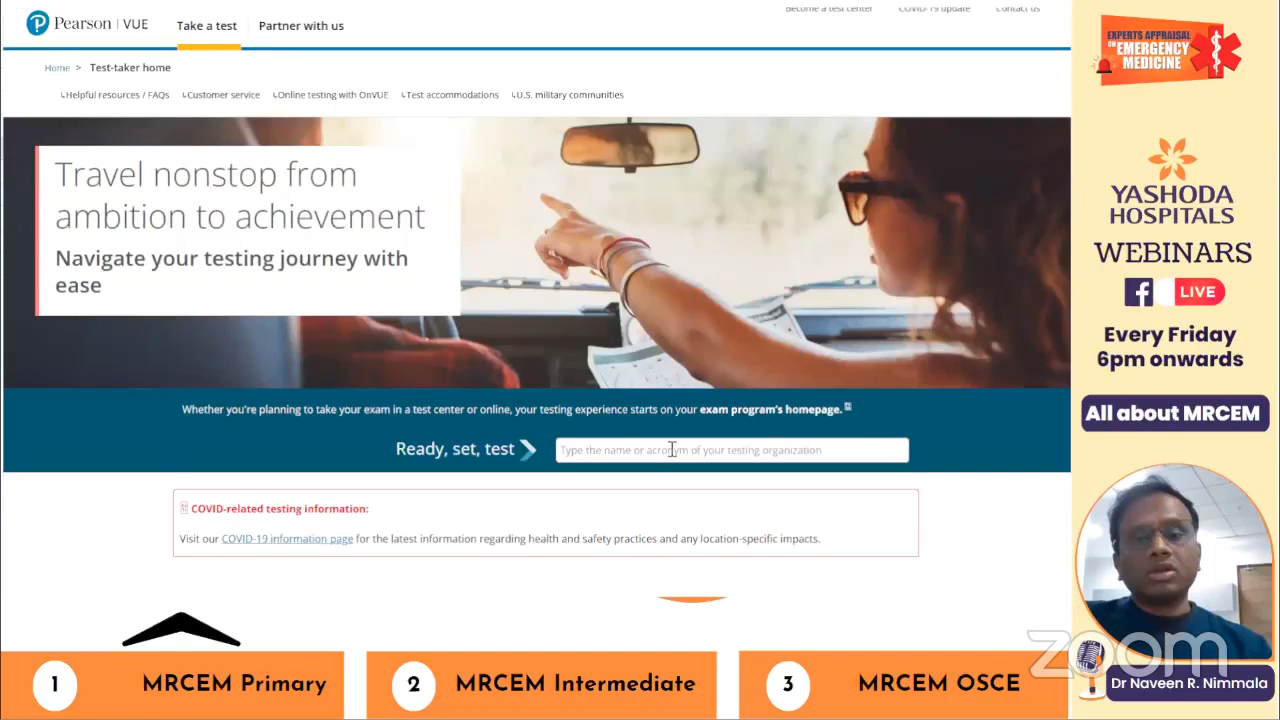 Become a test center
COVID-19 update
Contact us
Pearson | VUE
Take a test
Partner with us
Home > Test-taker home
↳Helpful resources / FAQs
↳Customer service
↳Online testing with OnVUE
↳Test accommodations
↳U.S. military communities
Travel nonstop from
ambition to achievement
Navigate your testing journey with
ease
Whether you're planning to take your exam in a test center or online, your testing experience starts on your exam program's homepage.
Ready, set, test
Type the name or acronym of your testing organization
COVID-related testing information:
Visit our COVID-19 information page for the latest information regarding health and safety practices and any location-specific impacts.
1 MRCEM Primary
2 MRCEM Intermediate
3 MRCEM OSCE
EXPERTS APPRAISAL
ON EMERGENCY
MEDICINE
YASHODA
HOSPITALS
WEBINARS
f LIVE
Every Friday
6pm onwards
All about MRCEM
zoom
Dr Naveen R. Nimmala